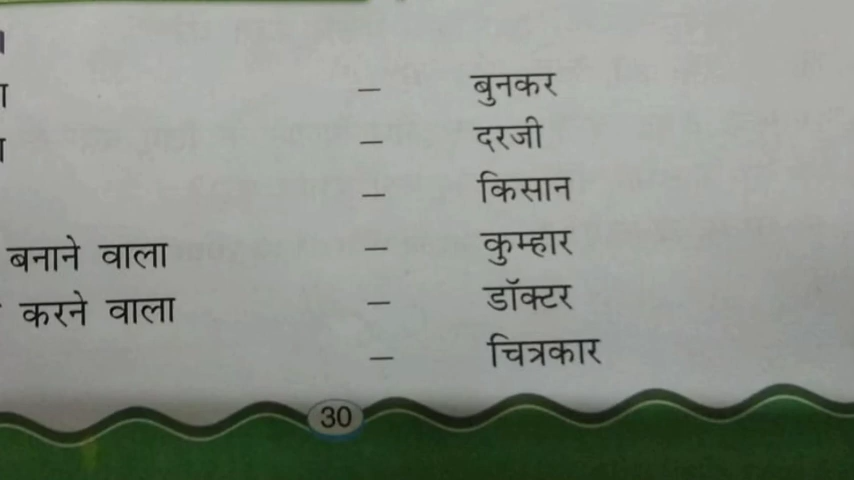 – बुनकर
– दरजी
– किसान
बनाने वाला – कुम्हार
करने वाला – डॉक्टर
– चित्रकार
30